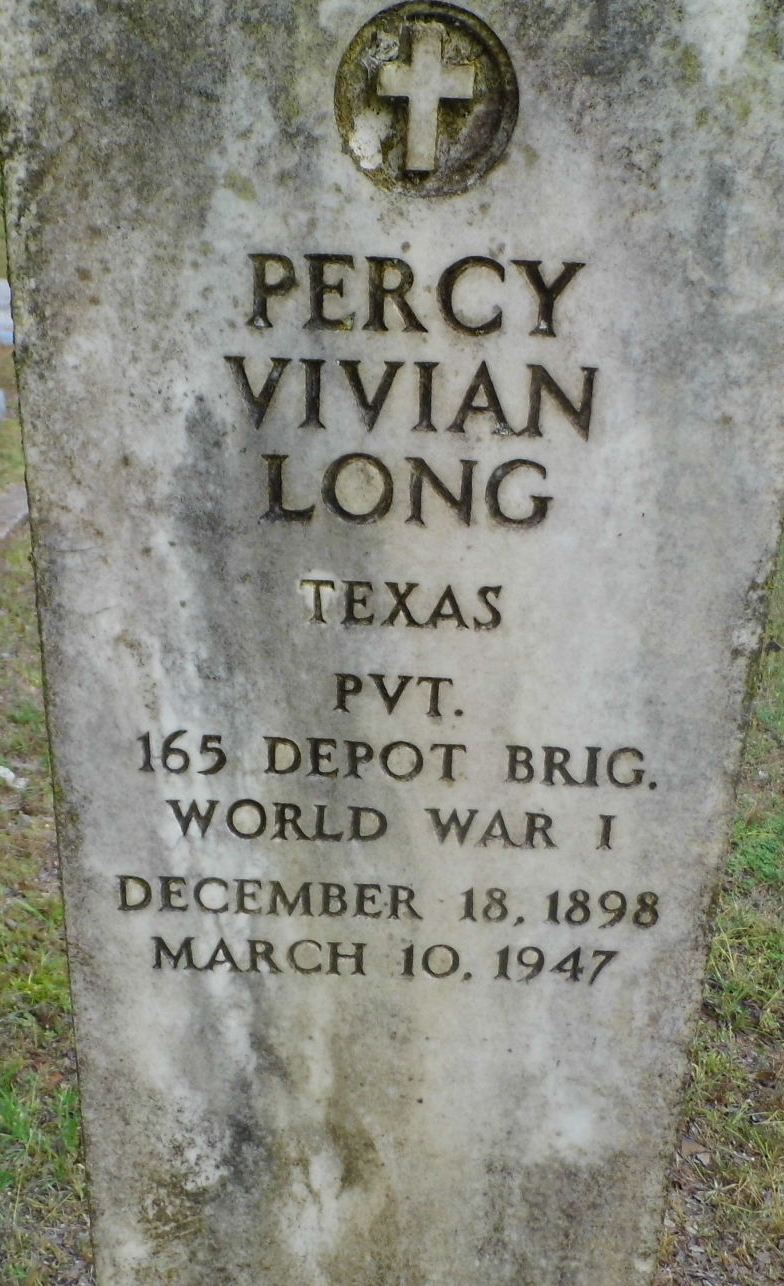 PERCY
VIVIAN
LONG
TEXAS
PVT.
165 DEPOT BRIG.
WORLD WAR I
DECEMBER 18, 1898
MARCH 10, 1947